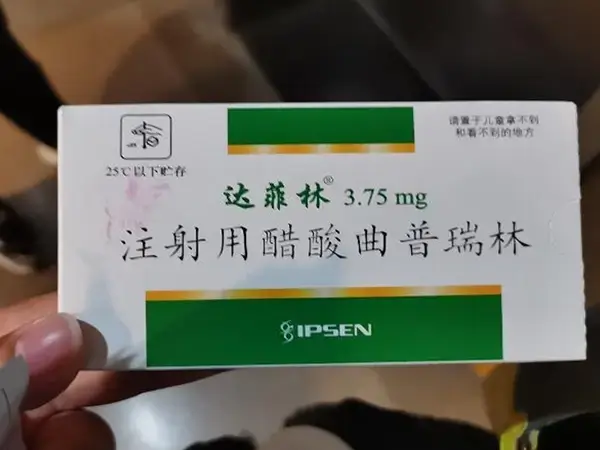 请置于儿童拿不到
和看不到的地方
25℃以下贮存
达菲林® 3.75 mg
注射用醋酸曲普瑞林
IPSEN